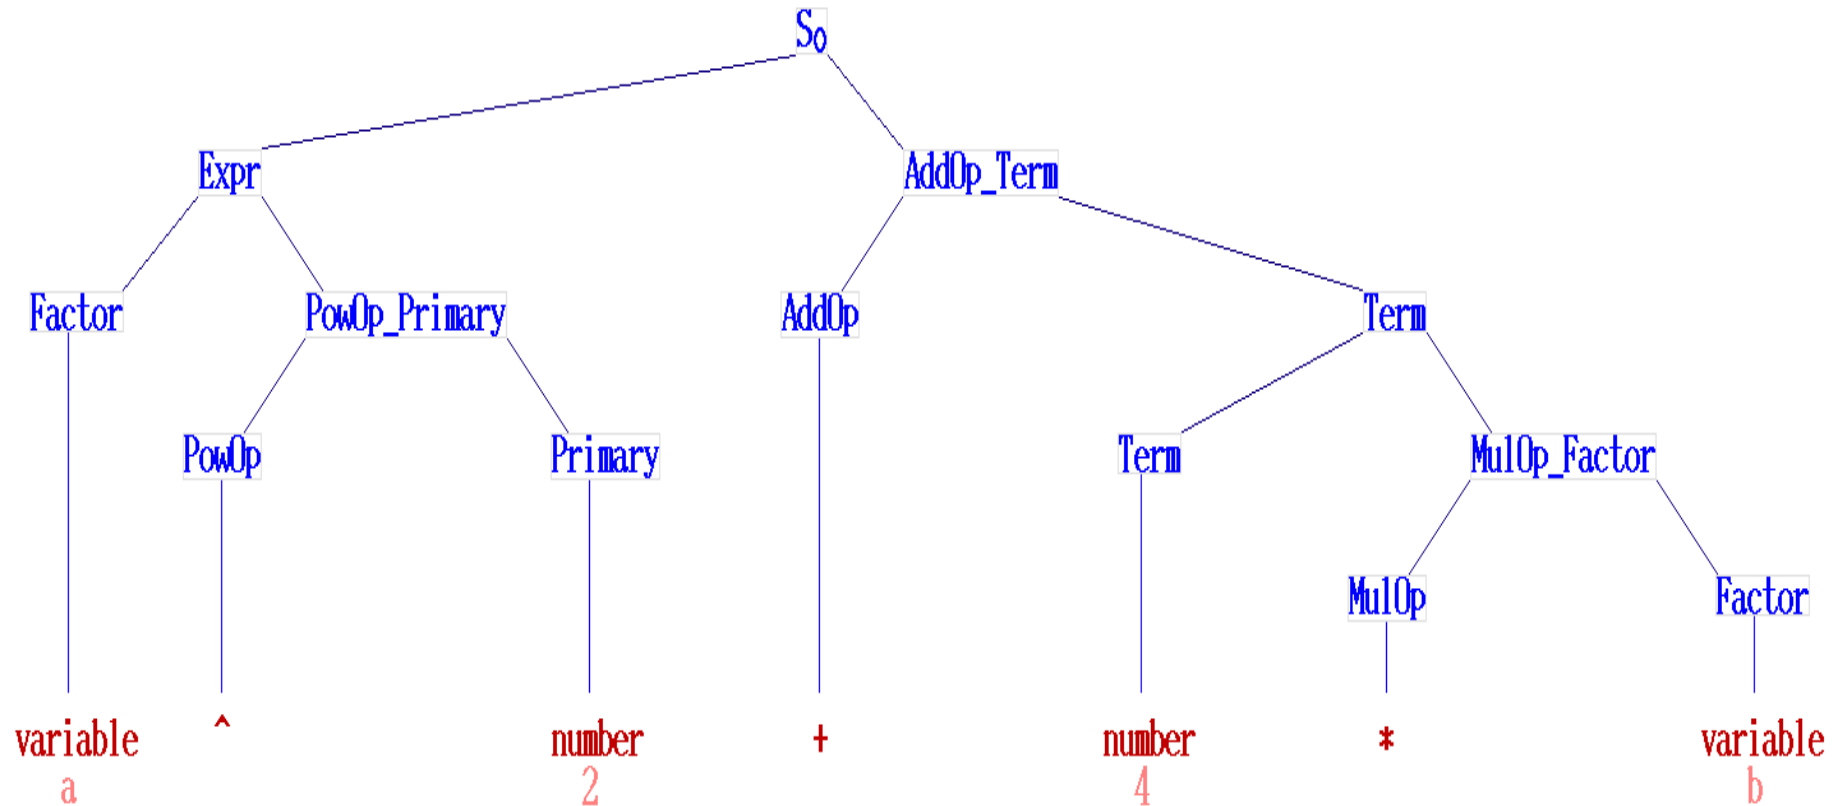 S₀
Expr AddOp_Term
Factor PowOp_Primary AddOp Term
PowOp Primary Term MulOp_Factor
MulOp Factor
variable ^ number + number * variable
a 2 4 b